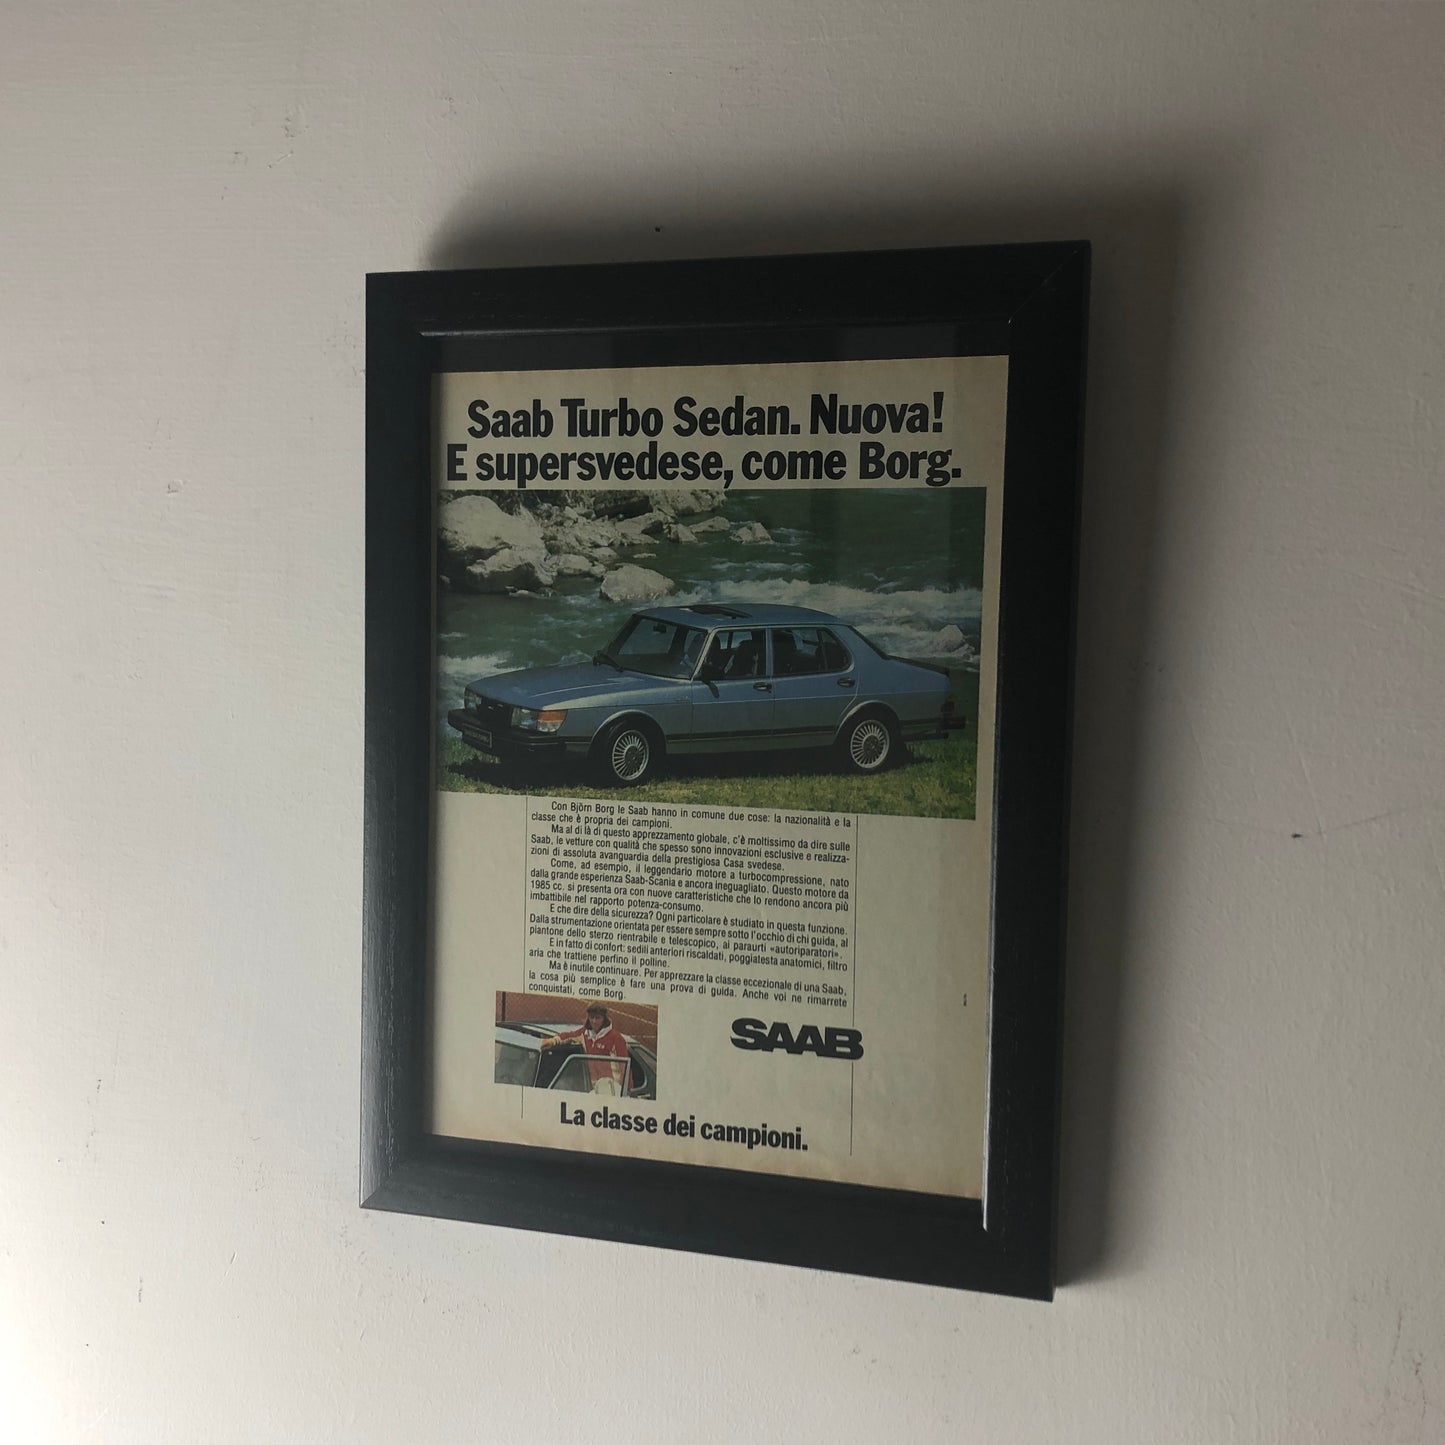 Saab Turbo Sedan. Nuova!
E supersvedese, come Borg.
Con Björn Borg le Saab hanno in comune due cose: la nazionalità e la
classe che è propria dei campioni.
Ma al di là di questo apprezzamento globale, c'è moltissimo da dire sulle
Saab, le vetture con qualità che spesso sono innovazioni esclusive e realizza-
zioni di assoluta avanguardia della prestigiosa Casa svedese.
Come, ad esempio, il leggendario motore a turbocompressione, nato
dalla grande esperienza Saab-Scania e ancora ineguagliato. Questo motore da
1985 cc. si presenta ora con nuove caratteristiche che lo rendono ancora più
imbattibile nel rapporto potenza-consumo.
E che dire della sicurezza? Ogni particolare è studiato in questa funzione.
Dalla strumentazione orientata per essere sempre sotto l'occhio di chi guida, al
piantone dello sterzo rientrabile e telescopico, ai paraurti «autoriparatori».
E in fatto di confort: sedili anteriori riscaldati, poggiatesta anatomici, filtro
aria che trattiene perfino il polline.
Ma è inutile continuare. Per apprezzare la classe eccezionale di una Saab,
la cosa più semplice è fare una prova di guida. Anche voi ne rimarrete
conquistati, come Borg.
SAAB
La classe dei campioni.